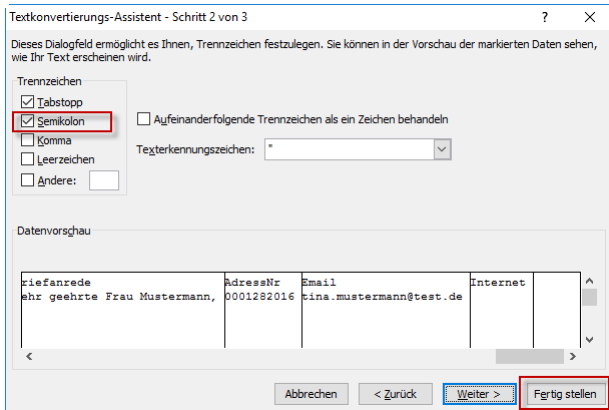 Textkonvertierungs-Assistent - Schritt 2 von 3 ? ×
Dieses Dialogfeld ermöglicht es Ihnen, Trennzeichen festzulegen. Sie können in der Vorschau der markierten Daten sehen,
wie Ihr Text erscheinen wird.
Trennzeichen
Tabstopp
Semikolon
Komma
Leerzeichen
Andere:
Aufeinanderfolgende Trennzeichen als ein Zeichen behandeln
Texterkennungszeichen: "
Datenvorschau
riefanrede AdressNr Email Internet
ehr geehrte Frau Mustermann, 0001282016 tina.mustermann@test.de
Abbrechen < Zurück Weiter > Fertig stellen